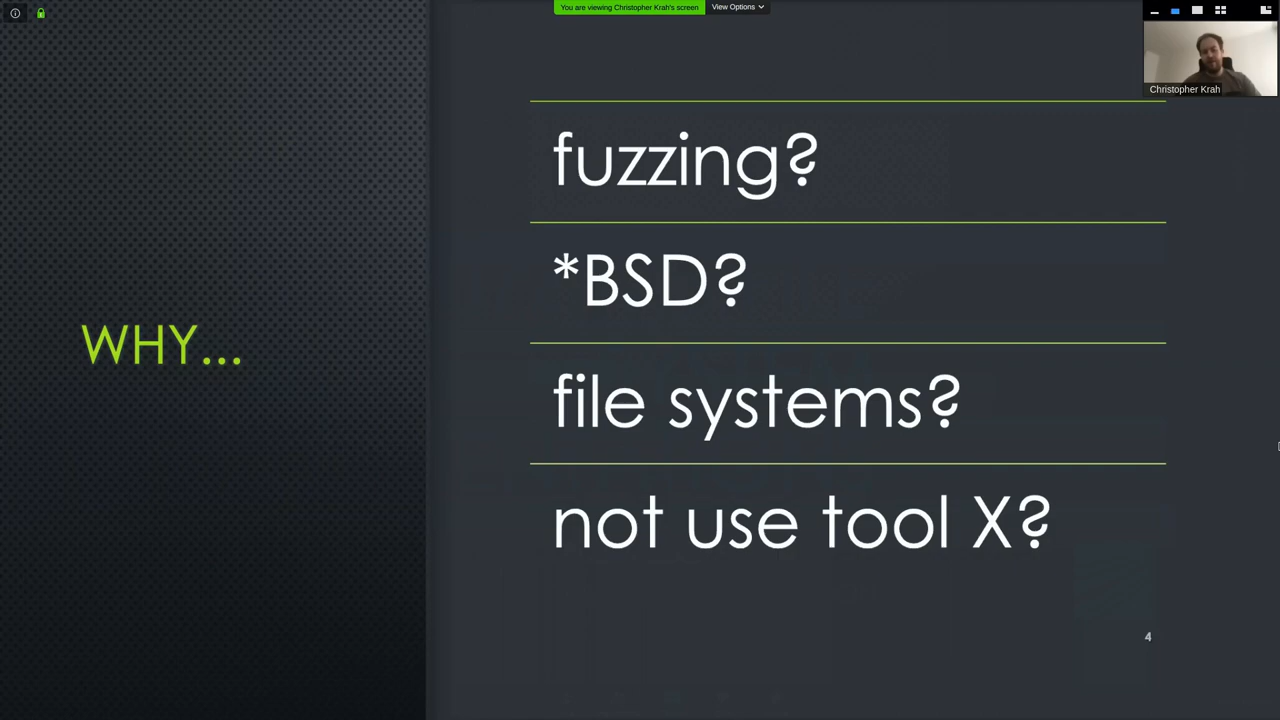 You are viewing Christopher Krah's screen
View Options
Christopher Krah
WHY...
fuzzing?
*BSD?
file systems?
not use tool X?
4